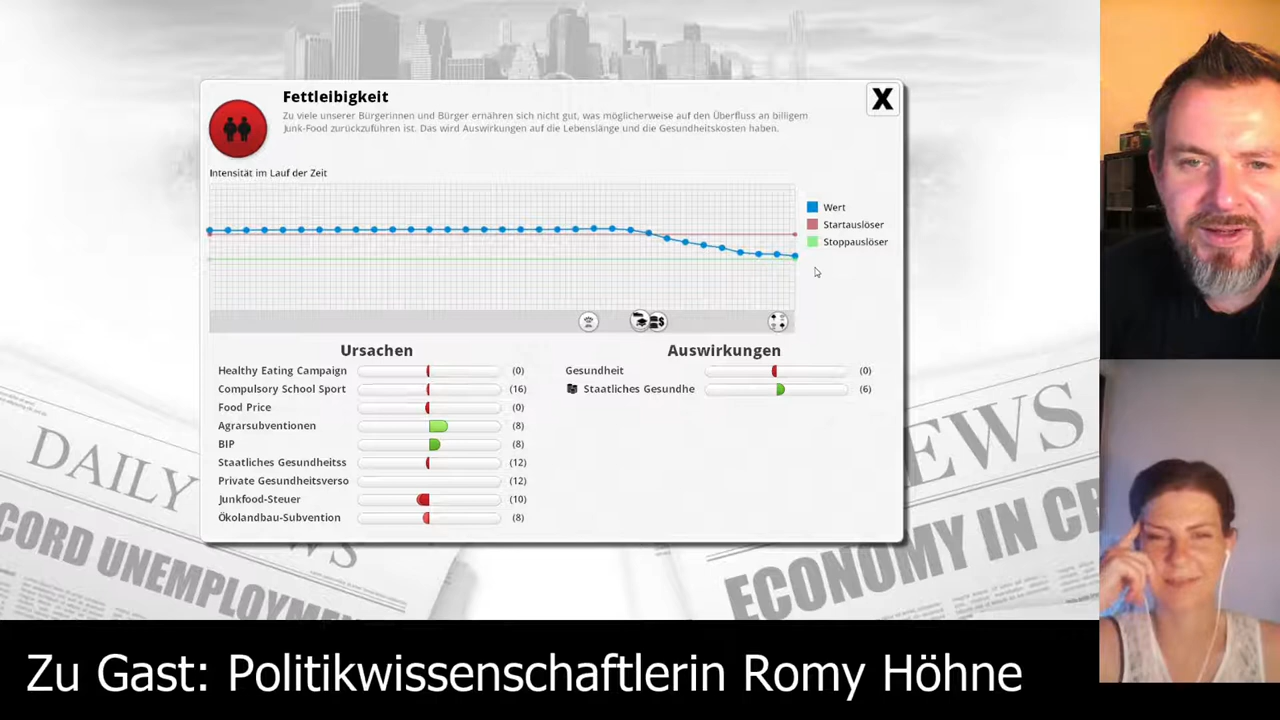 Fettleibigkeit
X
Zu viele unserer Bürgerinnen und Bürger ernähren sich nicht gut, was möglicherweise auf den Überfluss an billigem
Junk-Food zurückzuführen ist. Das wird Auswirkungen auf die Lebenslänge und die Gesundheitskosten haben.
Intensität im Lauf der Zeit
Wert
Startauslöser
Stoppauslöser
Ursachen
Healthy Eating Campaign (0)
Compulsory School Sport (16)
Food Price (0)
Agrarsubventionen (8)
BIP (8)
Staatliches Gesundheitss (12)
Private Gesundheitsverso (12)
Junkfood-Steuer (10)
Ökolandbau-Subvention (8)
Auswirkungen
Gesundheit (0)
Staatliches Gesundhe (6)
DAILY
NEWS
CORD UNEMPLOYM
EWS
ECONOMY IN CR
Zu Gast: Politikwissenschaftlerin Romy Höhne